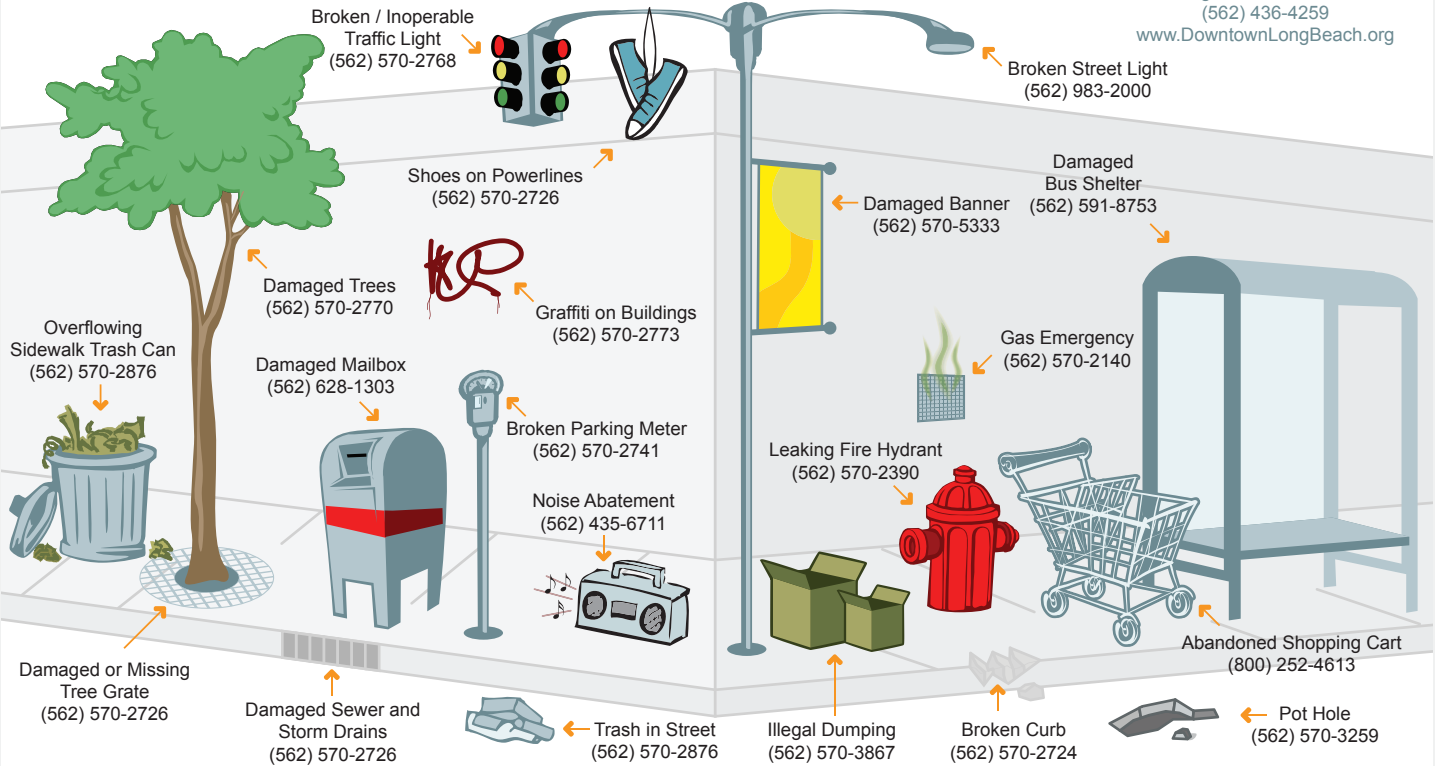 (562) 436-4259
www.DowntownLongBeach.org
Broken / Inoperable
Traffic Light
(562) 570-2768
Broken Street Light
(562) 983-2000
Shoes on Powerlines
(562) 570-2726
Damaged
Bus Shelter
(562) 591-8753
Damaged Banner
(562) 570-5333
Damaged Trees
(562) 570-2770
Graffiti on Buildings
(562) 570-2773
Overflowing
Sidewalk Trash Can
(562) 570-2876
Damaged Mailbox
(562) 628-1303
Gas Emergency
(562) 570-2140
Broken Parking Meter
(562) 570-2741
Leaking Fire Hydrant
(562) 570-2390
Noise Abatement
(562) 435-6711
Abandoned Shopping Cart
(800) 252-4613
Damaged or Missing
Tree Grate
(562) 570-2726
Damaged Sewer and
Storm Drains
(562) 570-2726
Trash in Street
(562) 570-2876
Illegal Dumping
(562) 570-3867
Broken Curb
(562) 570-2724
Pot Hole
(562) 570-3259